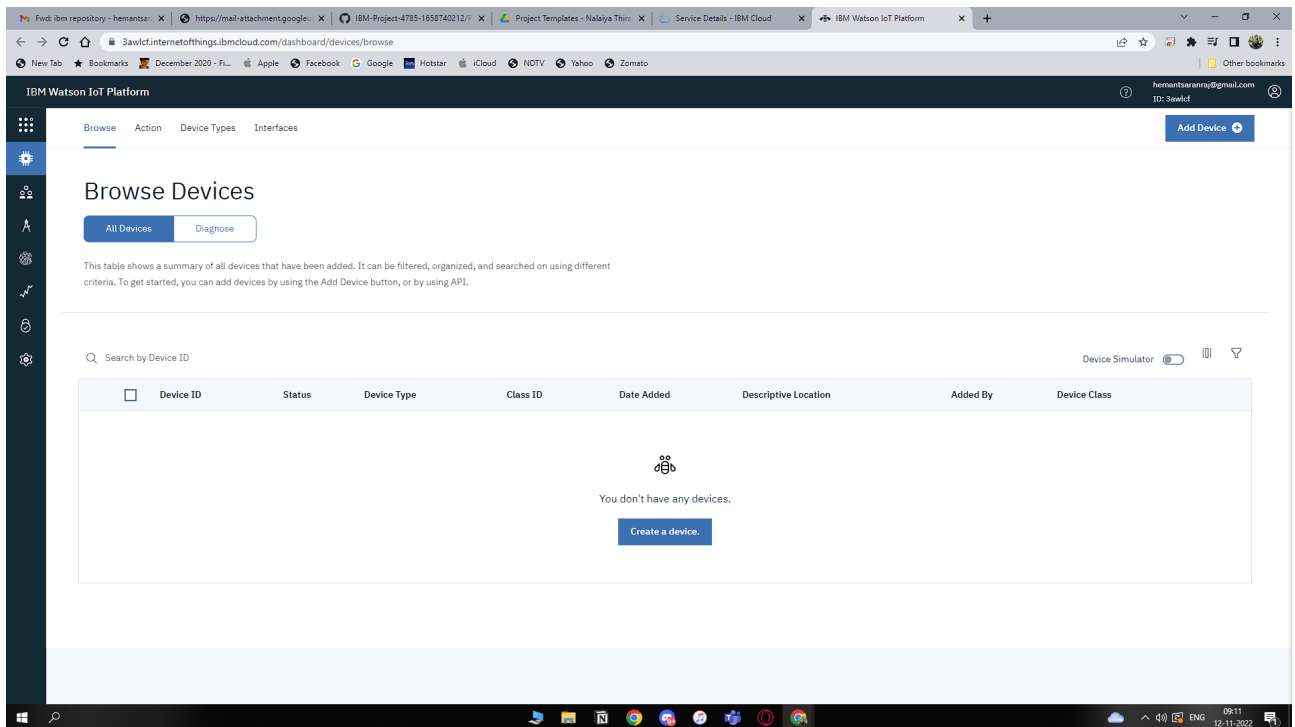 Fwd: ibm repository - hemantsar
https://mail-attachment.googleu
IBM-Project-4785-1658740212/P
Project Templates - Nalaiya Thira
Service Details - IBM Cloud
IBM Watson IoT Platform
3awlcf.internetofthings.ibmcloud.com/dashboard/devices/browse
New Tab Bookmarks December 2020 - Fi... Apple Facebook Google Hotstar iCloud NDTV Yahoo Zomato Other bookmarks
IBM Watson IoT Platform
hemantsaranraj@gmail.com
ID: 3awlcf
Browse Action Device Types Interfaces Add Device
Browse Devices
All Devices Diagnose
This table shows a summary of all devices that have been added. It can be filtered, organized, and searched on using different
criteria. To get started, you can add devices by using the Add Device button, or by using API.
Search by Device ID
Device Simulator
Device ID Status Device Type Class ID Date Added Descriptive Location Added By Device Class
You don't have any devices.
Create a device.
ENG
09:11
12-11-2022